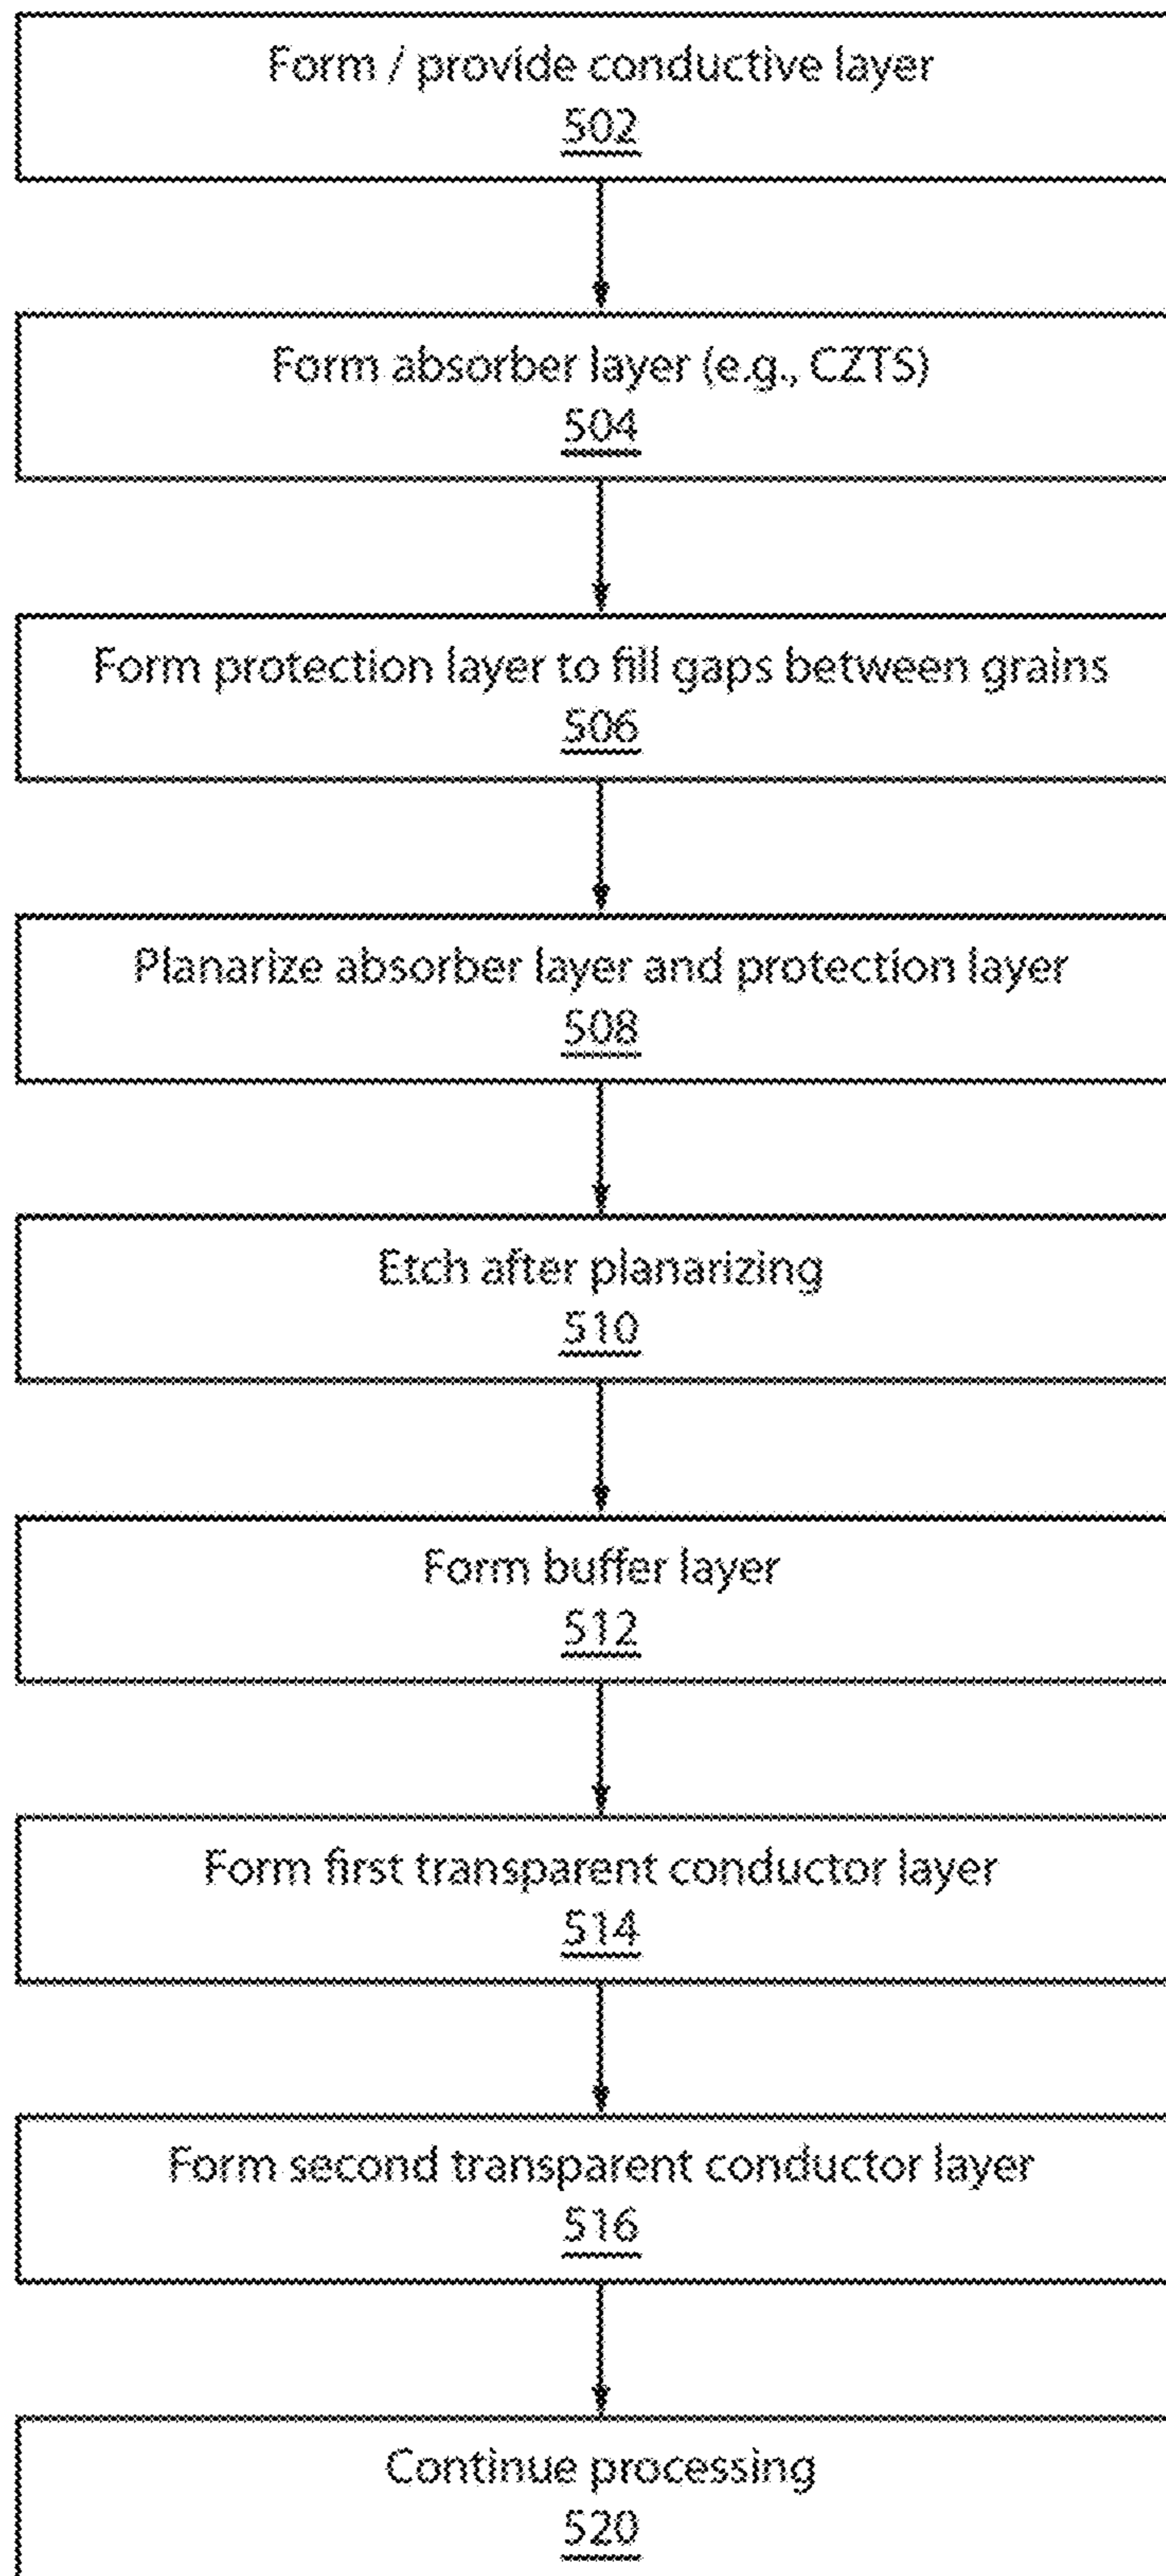 Form / provide conductive layer
502
Form absorber layer (e.g., CZTS)
504
Form protection layer to fill gaps between grains
506
Planarize absorber layer and protection layer
508
Etch after planarizing
510
Form buffer layer
512
Form first transparent conductor layer
514
Form second transparent conductor layer
516
Continue processing
520